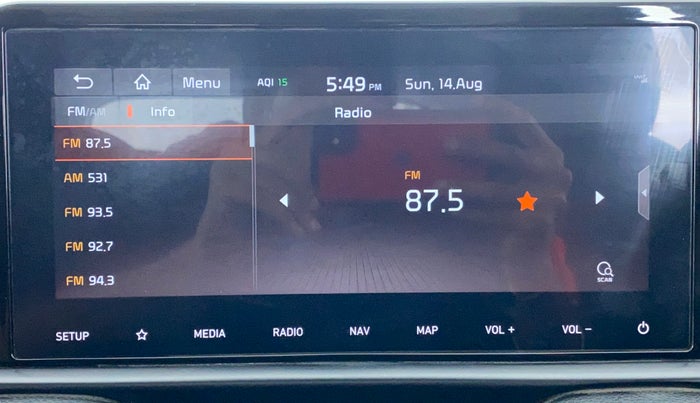 Menu AQI 15 5:49 PM Sun, 14.Aug
FM/AM Info Radio
FM 87.5
AM 531
FM 93.5
FM 92.7
FM 94.3
FM
87.5
SCAN
SETUP MEDIA RADIO NAV MAP VOL + VOL −